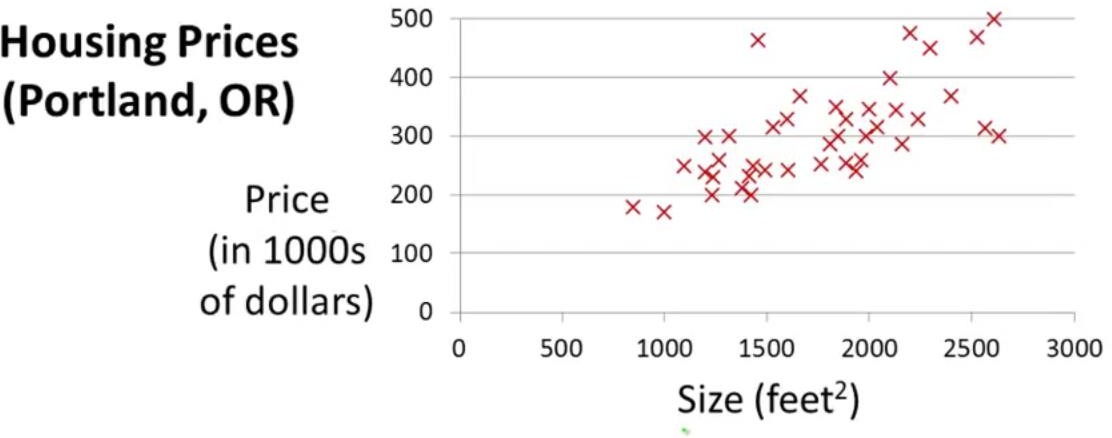 Housing Prices
(Portland, OR)
Price
(in 1000s
of dollars)
500
400
300
200
100
0
0 500 1000 1500 2000 2500 3000
Size (feet²)